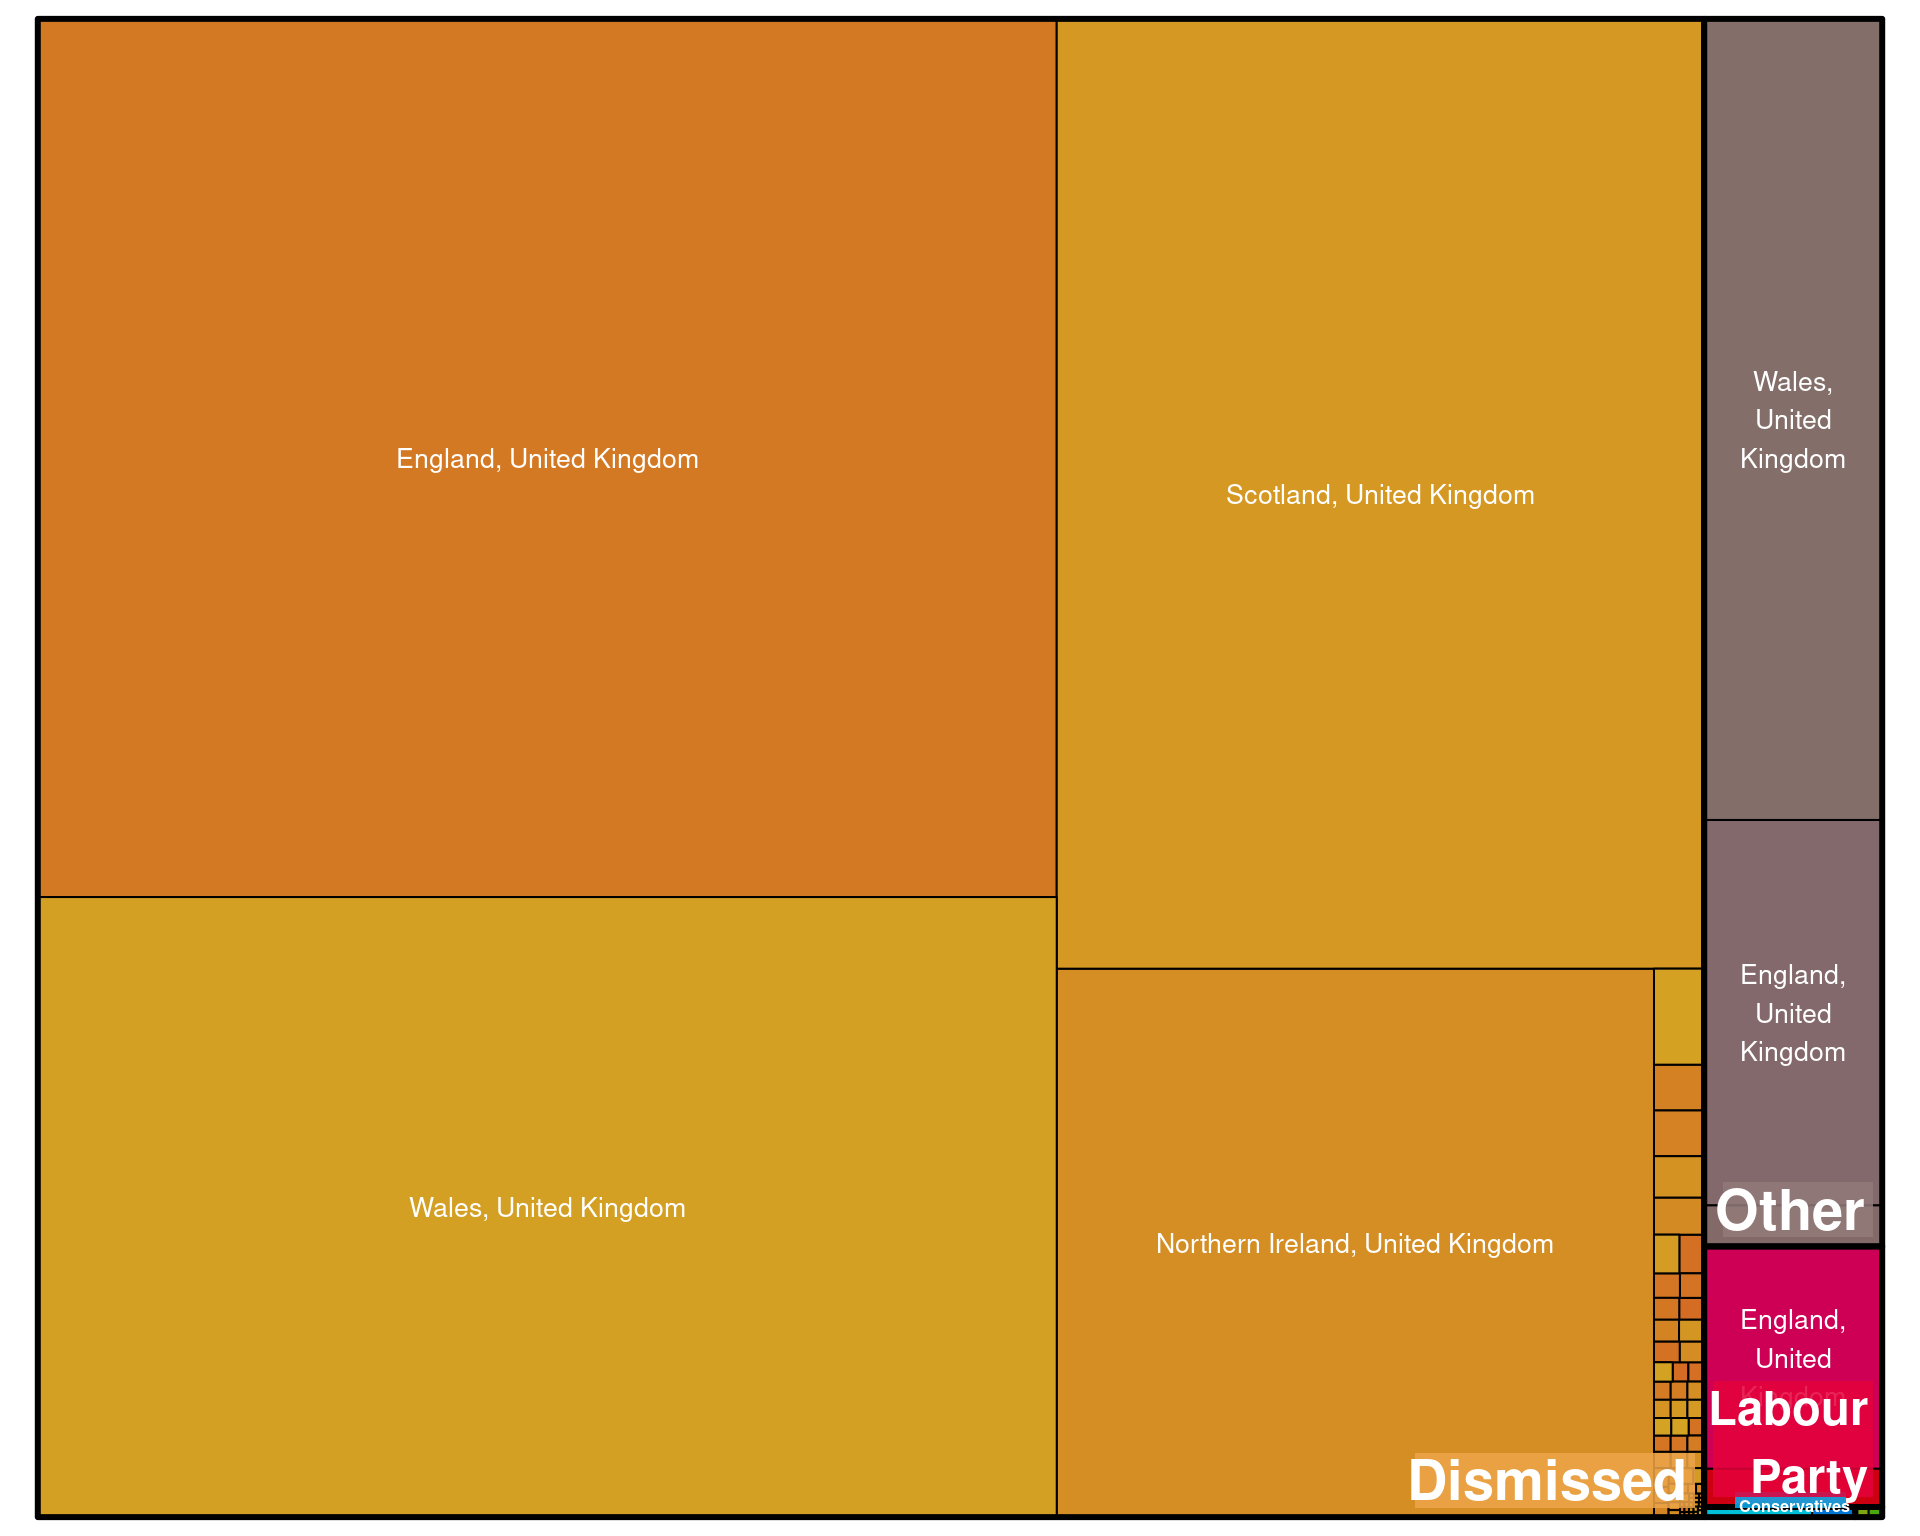 England, United Kingdom
Wales, United Kingdom
Scotland, United Kingdom
Northern Ireland, United Kingdom
Dismissed
Wales,
United
Kingdom
England,
United
Kingdom
Other
England,
United
Kingdom
Labour
Party
Conservatives